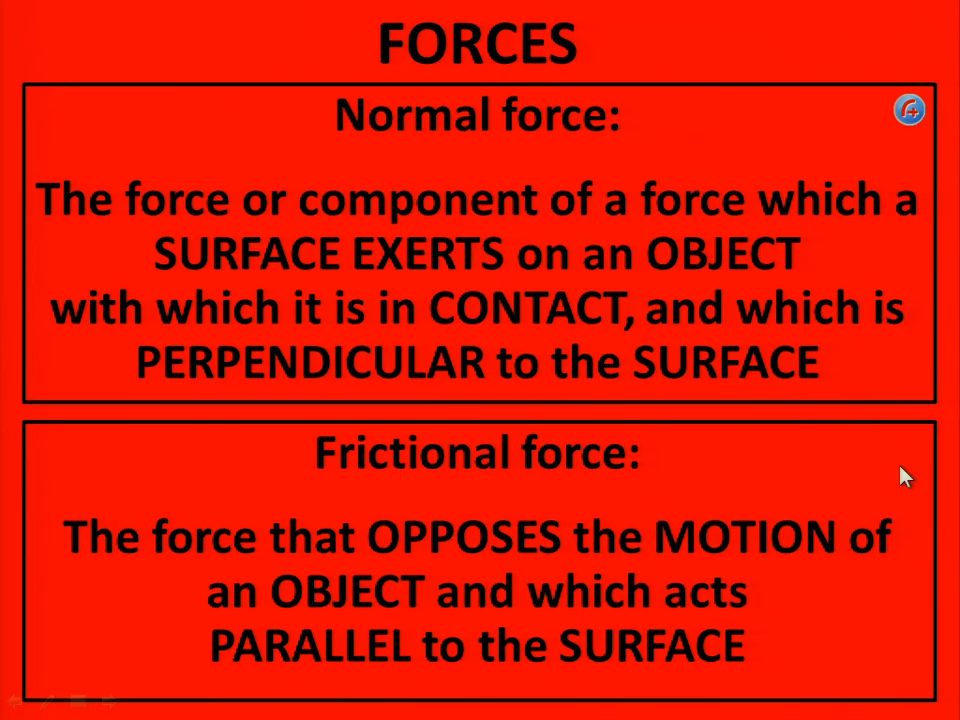 FORCES
Normal force:
The force or component of a force which a
SURFACE EXERTS on an OBJECT
with which it is in CONTACT, and which is
PERPENDICULAR to the SURFACE
Frictional force:
The force that OPPOSES the MOTION of
an OBJECT and which acts
PARALLEL to the SURFACE